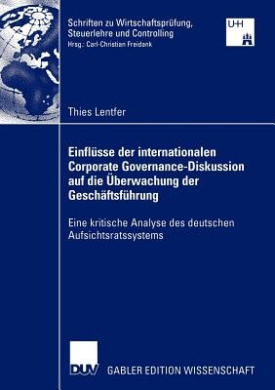 Schriften zu Wirtschaftsprüfung,
Steuerlehre und Controlling
Hrsg.: Carl-Christian Freidank
U-H
Thies Lentfer
Einflüsse der internationalen
Corporate Governance-Diskussion
auf die Überwachung der
Geschäftsführung
Eine kritische Analyse des deutschen
Aufsichtsratssystems
DUV
GABLER EDITION WISSENSCHAFT